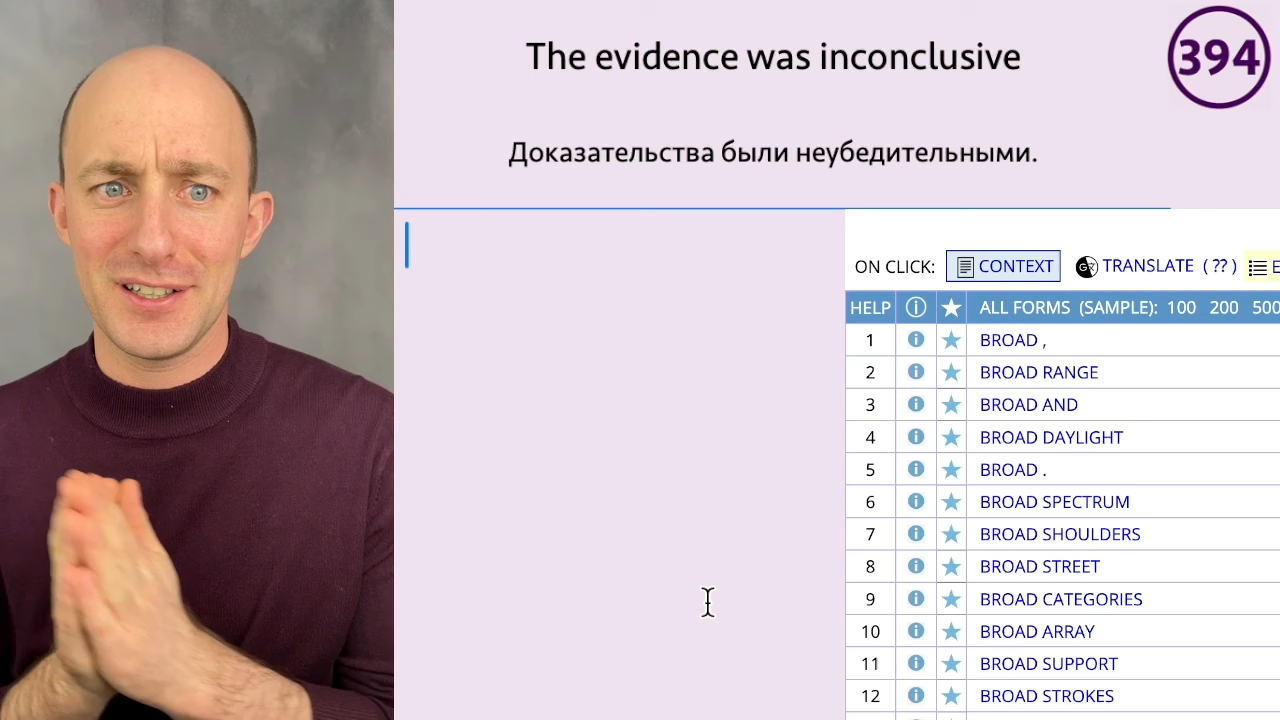 The evidence was inconclusive
394
Доказательства были неубедительными.
ON CLICK: CONTEXT TRANSLATE ( ?? ) E
HELP ALL FORMS (SAMPLE): 100 200 500
1 BROAD ,
2 BROAD RANGE
3 BROAD AND
4 BROAD DAYLIGHT
5 BROAD .
6 BROAD SPECTRUM
7 BROAD SHOULDERS
8 BROAD STREET
9 BROAD CATEGORIES
10 BROAD ARRAY
11 BROAD SUPPORT
12 BROAD STROKES